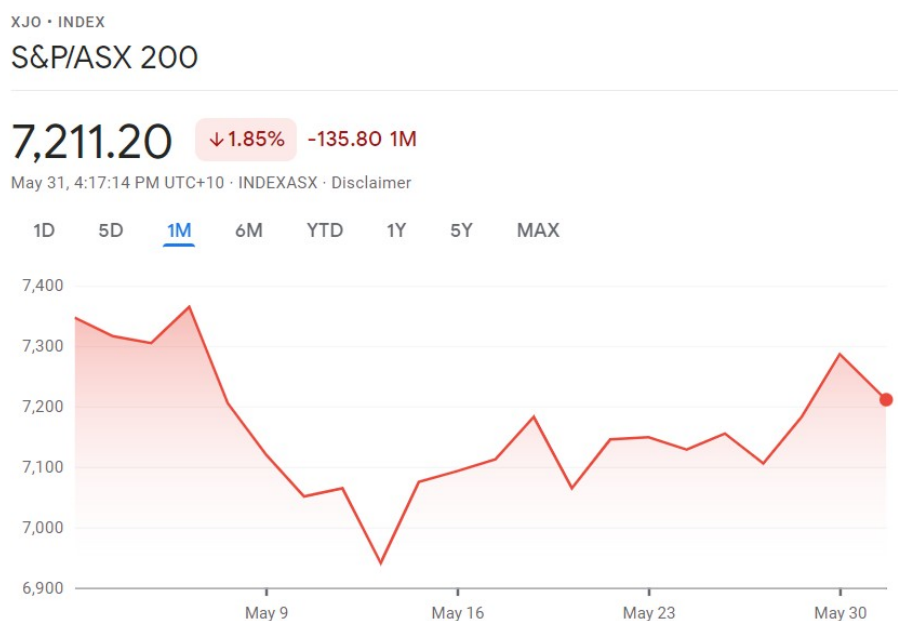 XJO • INDEX
S&P/ASX 200
7,211.20 ↓1.85% -135.80 1M
May 31, 4:17:14 PM UTC+10 · INDEXASX · Disclaimer
1D 5D 1M 6M YTD 1Y 5Y MAX
7,400
7,300
7,200
7,100
7,000
6,900
May 9 May 16 May 23 May 30